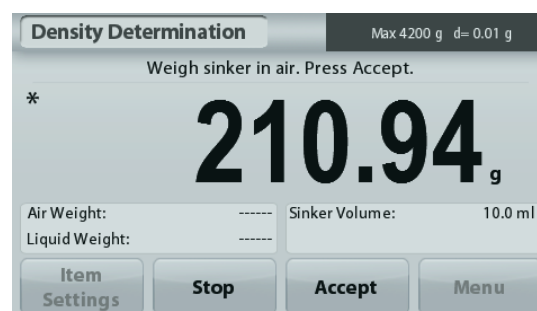 Density Determination
Max 4200 g d= 0.01 g
Weigh sinker in air. Press Accept.
*
210.94 g
Air Weight: ------ Sinker Volume: 10.0 ml
Liquid Weight: ------
Item Settings Stop Accept Menu